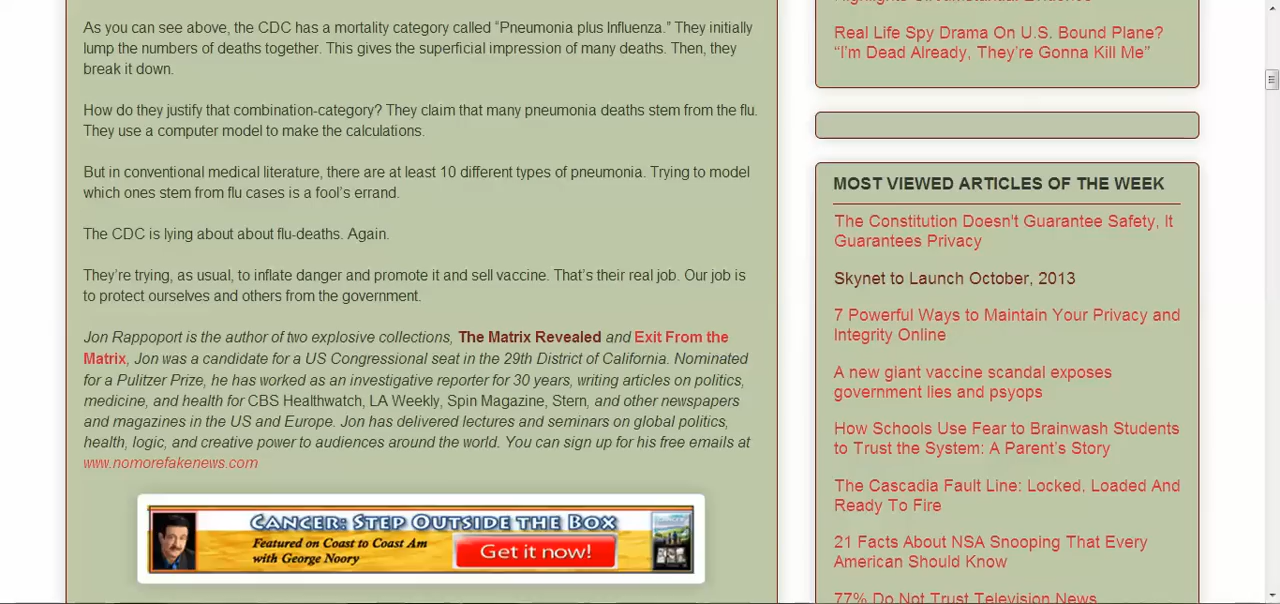 As you can see above, the CDC has a mortality category called “Pneumonia plus Influenza.” They initially
lump the numbers of deaths together. This gives the superficial impression of many deaths. Then, they
break it down.
How do they justify that combination-category? They claim that many pneumonia deaths stem from the flu.
They use a computer model to make the calculations.
But in conventional medical literature, there are at least 10 different types of pneumonia. Trying to model
which ones stem from flu cases is a fool’s errand.
The CDC is lying about about flu-deaths. Again.
They’re trying, as usual, to inflate danger and promote it and sell vaccine. That’s their real job. Our job is
to protect ourselves and others from the government.
Jon Rappoport is the author of two explosive collections, The Matrix Revealed and Exit From the
Matrix, Jon was a candidate for a US Congressional seat in the 29th District of California. Nominated
for a Pulitzer Prize, he has worked as an investigative reporter for 30 years, writing articles on politics,
medicine, and health for CBS Healthwatch, LA Weekly, Spin Magazine, Stern, and other newspapers
and magazines in the US and Europe. Jon has delivered lectures and seminars on global politics,
health, logic, and creative power to audiences around the world. You can sign up for his free emails at
www.nomorefakenews.com
Cancer: Step Outside the Box
Featured on Coast to Coast Am
with George Noory
Get it now!
Real Life Spy Drama On U.S. Bound Plane?
“I’m Dead Already, They’re Gonna Kill Me”
MOST VIEWED ARTICLES OF THE WEEK
The Constitution Doesn't Guarantee Safety, It
Guarantees Privacy
Skynet to Launch October, 2013
7 Powerful Ways to Maintain Your Privacy and
Integrity Online
A new giant vaccine scandal exposes
government lies and psyops
How Schools Use Fear to Brainwash Students
to Trust the System: A Parent’s Story
The Cascadia Fault Line: Locked, Loaded And
Ready To Fire
21 Facts About NSA Snooping That Every
American Should Know
77% Do Not Trust Television News